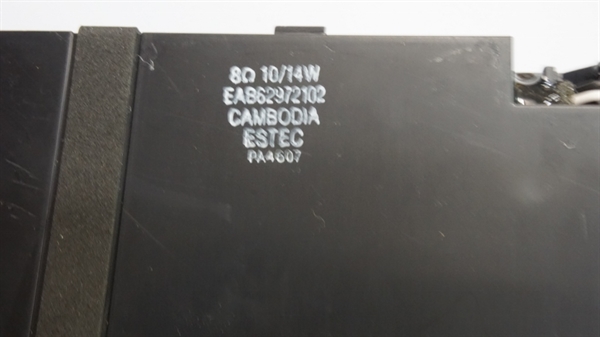 8Ω 10/14W
EAB62972102
CAMBODIA
ESTEC
PA4607